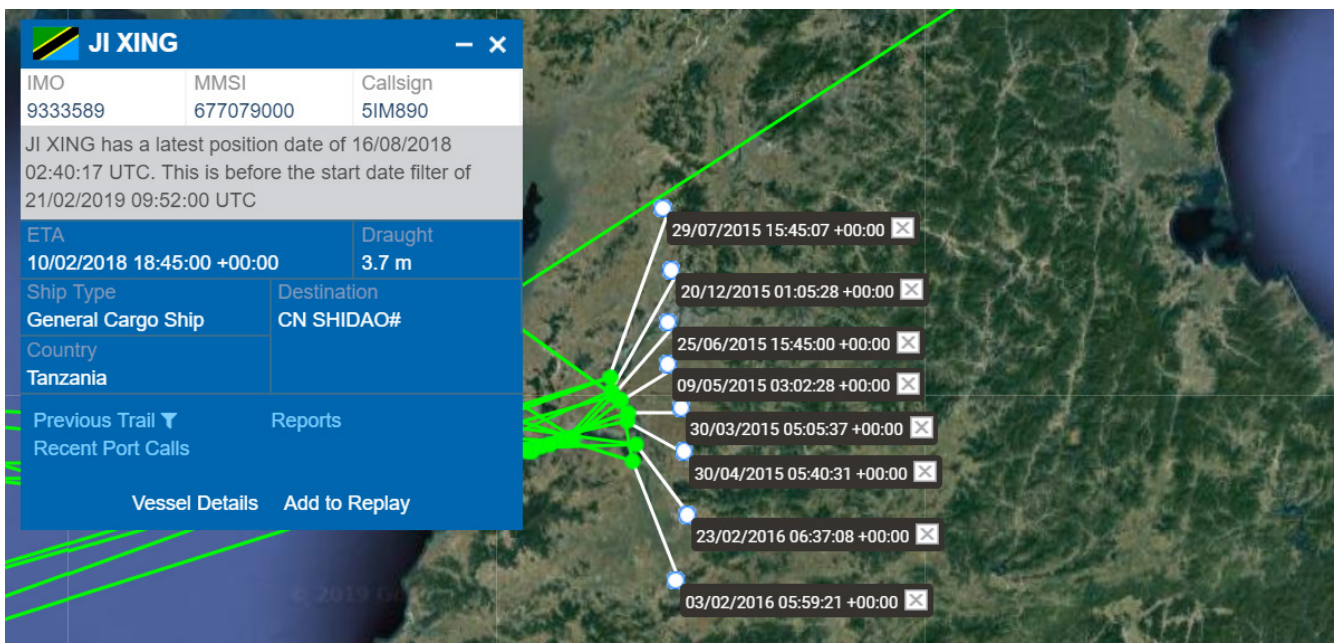 JI XING
IMO MMSI Callsign
9333589 677079000 5IM890
JI XING has a latest position date of 16/08/2018
02:40:17 UTC. This is before the start date filter of
21/02/2019 09:52:00 UTC
ETA Draught
10/02/2018 18:45:00 +00:00 3.7 m
Ship Type Destination
General Cargo Ship CN SHIDAO#
Country
Tanzania
Previous Trail Reports
Recent Port Calls
Vessel Details Add to Replay
29/07/2015 15:45:07 +00:00
20/12/2015 01:05:28 +00:00
25/06/2015 15:45:00 +00:00
09/05/2015 03:02:28 +00:00
30/03/2015 05:05:37 +00:00
30/04/2015 05:40:31 +00:00
23/02/2016 06:37:08 +00:00
03/02/2016 05:59:21 +00:00
© 2019 Go